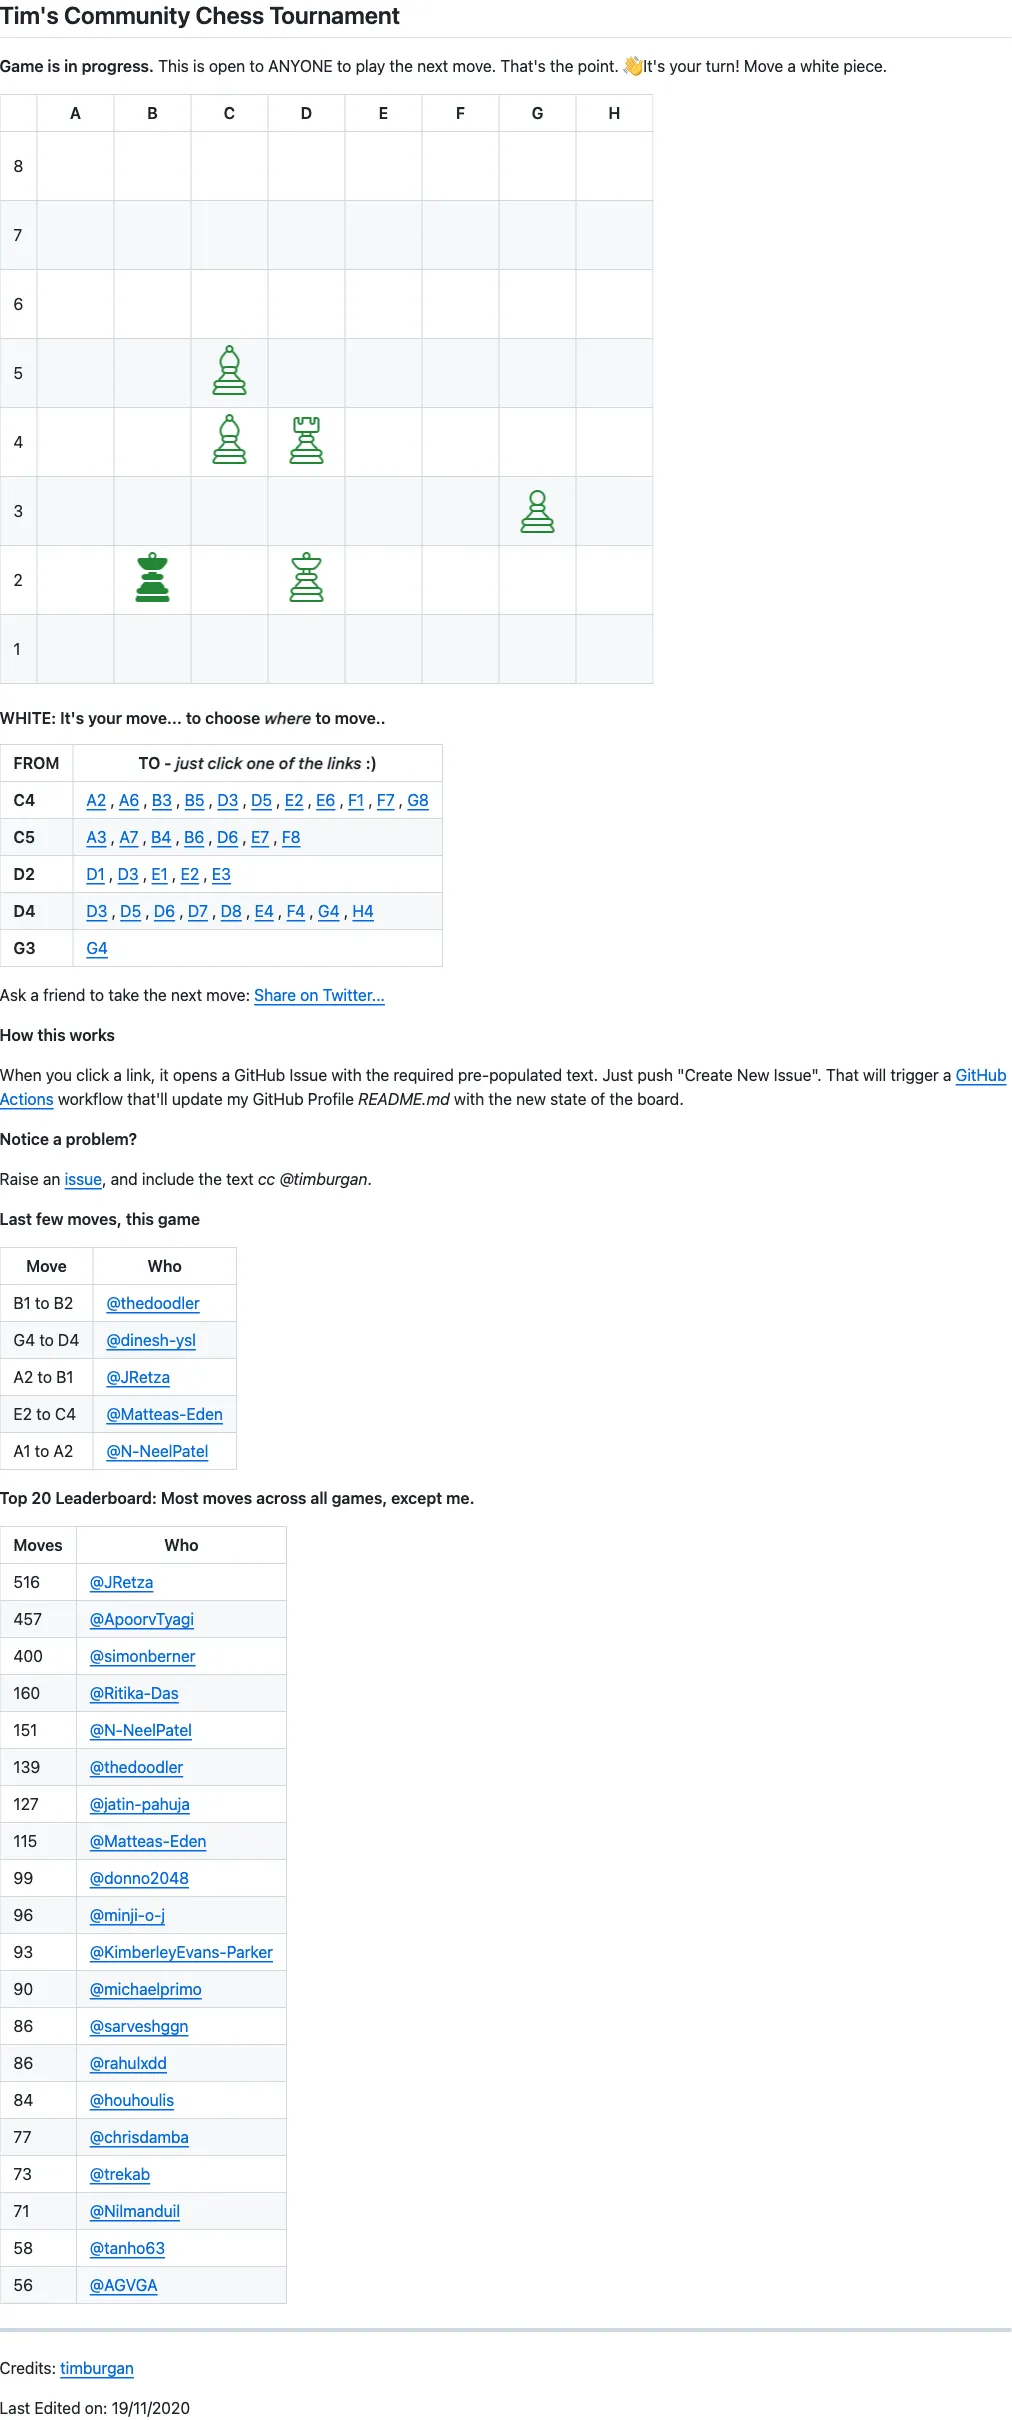 Tim's Community Chess Tournament
Game is in progress. This is open to ANYONE to play the next move. That's the point. 👋It's your turn! Move a white piece.
A B C D E F G H
8
7
6
5
4
3
2
1
WHITE: It's your move... to choose where to move..
FROM TO - just click one of the links :)
C4 A2 , A6 , B3 , B5 , D3 , D5 , E2 , E6 , F1 , F7 , G8
C5 A3 , A7 , B4 , B6 , D6 , E7 , F8
D2 D1 , D3 , E1 , E2 , E3
D4 D3 , D5 , D6 , D7 , D8 , E4 , F4 , G4 , H4
G3 G4
Ask a friend to take the next move: Share on Twitter...
How this works
When you click a link, it opens a GitHub Issue with the required pre-populated text. Just push "Create New Issue". That will trigger a GitHub
Actions workflow that'll update my GitHub Profile README.md with the new state of the board.
Notice a problem?
Raise an issue, and include the text cc @timburgan.
Last few moves, this game
Move Who
B1 to B2 @thedoodler
G4 to D4 @dinesh-ysl
A2 to B1 @JRetza
E2 to C4 @Matteas-Eden
A1 to A2 @N-NeelPatel
Top 20 Leaderboard: Most moves across all games, except me.
Moves Who
516 @JRetza
457 @ApoorvTyagi
400 @simonberner
160 @Ritika-Das
151 @N-NeelPatel
139 @thedoodler
127 @jatin-pahuja
115 @Matteas-Eden
99 @donno2048
96 @minji-o-j
93 @KimberleyEvans-Parker
90 @michaelprimo
86 @sarveshggn
86 @rahulxdd
84 @houhoulis
77 @chrisdamba
73 @trekab
71 @Nilmanduil
58 @tanho63
56 @AGVGA
Credits: timburgan
Last Edited on: 19/11/2020